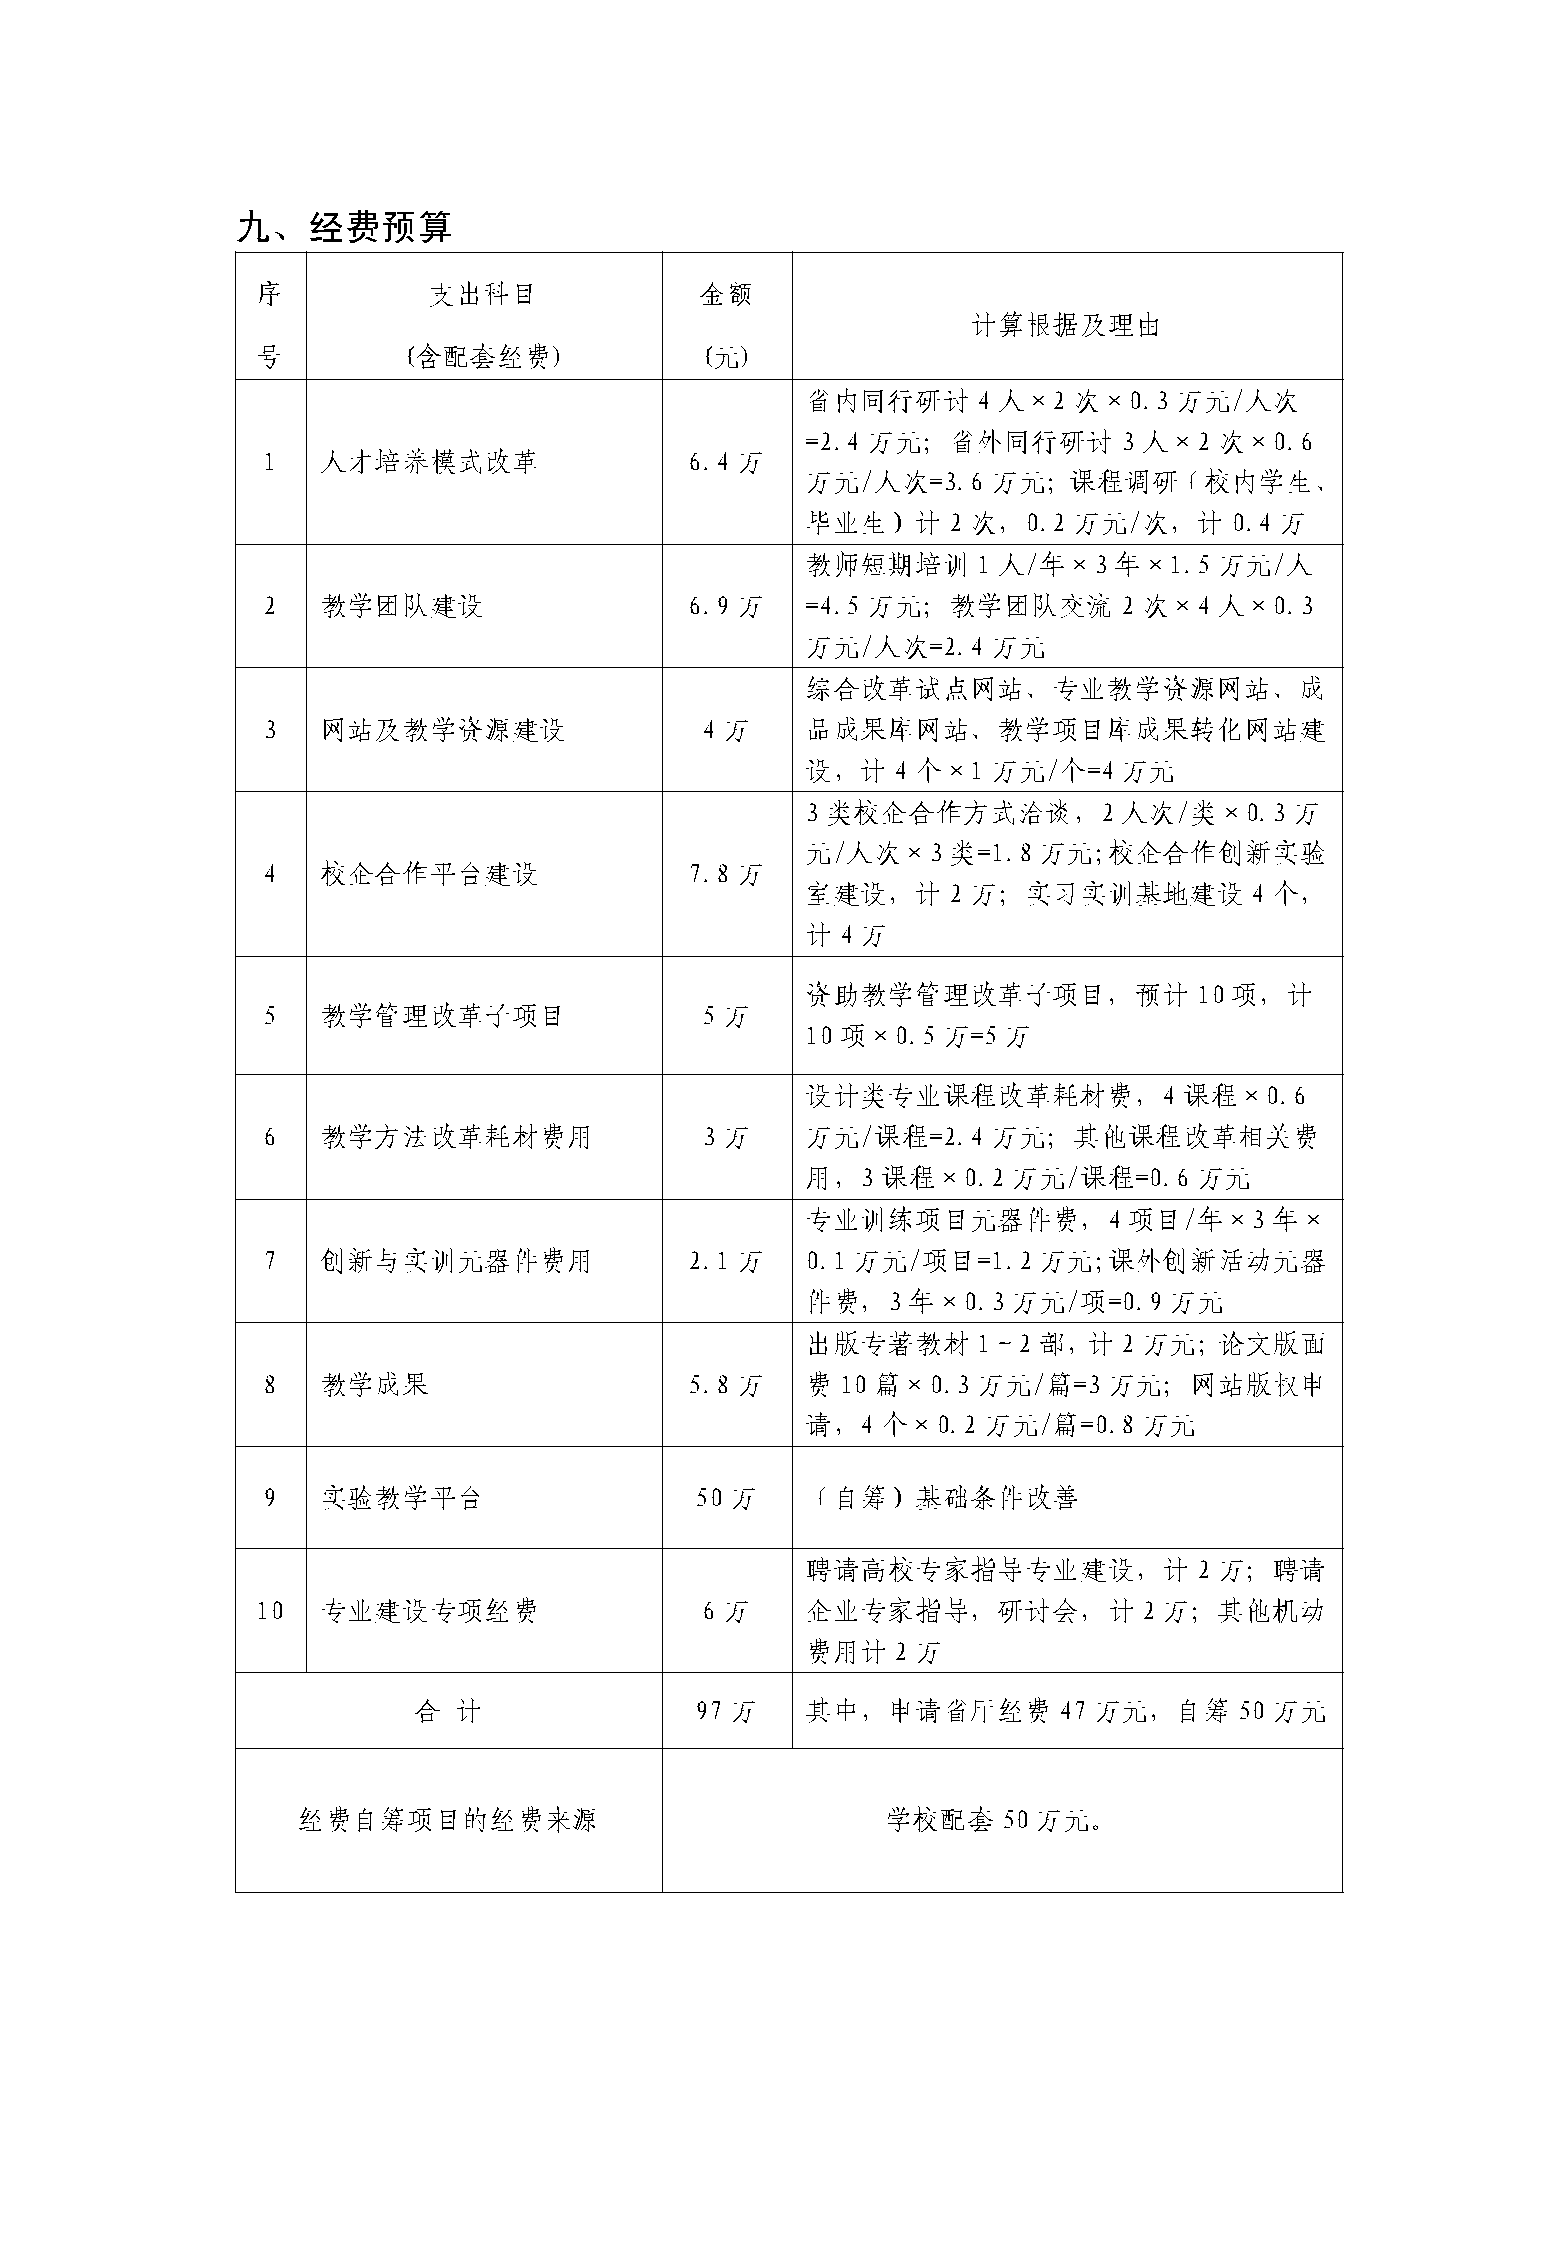 九、经费预算
序
号
支出科目
(含配套经费)
金额
(元)
计算根据及理由
1
人才培养模式改革
6.4 万
省内同行研讨 4 人×2 次×0.3 万元/人次
=2.4 万元；省外同行研讨 3 人×2 次×0.6
万元/人次=3.6 万元；课程调研（校内学生、
毕业生）计 2 次，0.2 万元/次，计 0.4 万
2
教学团队建设
6.9 万
教师短期培训 1 人/年×3 年×1.5 万元/人
=4.5 万元；教学团队交流 2 次×4 人×0.3
万元/人次=2.4 万元
3
网站及教学资源建设
4 万
综合改革试点网站、专业教学资源网站、成
品成果库网站、教学项目库成果转化网站建
设，计 4 个×1 万元/个=4 万元
4
校企合作平台建设
7.8 万
3 类校企合作方式洽谈，2 人次/类×0.3 万
元/人次×3 类=1.8 万元;校企合作创新实验
室建设，计 2 万；实习实训基地建设 4 个，
计 4 万
5
教学管理改革子项目
5 万
资助教学管理改革子项目，预计 10 项，计
10 项×0.5 万=5 万
6
教学方法改革耗材费用
3 万
设计类专业课程改革耗材费，4 课程×0.6
万元/课程=2.4 万元；其他课程改革相关费
用，3 课程×0.2 万元/课程=0.6 万元
7
创新与实训元器件费用
2.1 万
专业训练项目元器件费，4 项目/年×3 年×
0.1 万元/项目=1.2 万元;课外创新活动元器
件费，3 年×0.3 万元/项=0.9 万元
8
教学成果
5.8 万
出版专著教材 1～2 部，计 2 万元；论文版面
费 10 篇×0.3 万元/篇=3 万元；网站版权申
请，4 个×0.2 万元/篇=0.8 万元
9
实验教学平台
50 万
（自筹）基础条件改善
10
专业建设专项经费
6 万
聘请高校专家指导专业建设，计 2 万；聘请
企业专家指导，研讨会，计 2 万；其他机动
费用计 2 万
合 计
97 万
其中，申请省厅经费 47 万元，自筹 50 万元
经费自筹项目的经费来源
学校配套 50 万元。